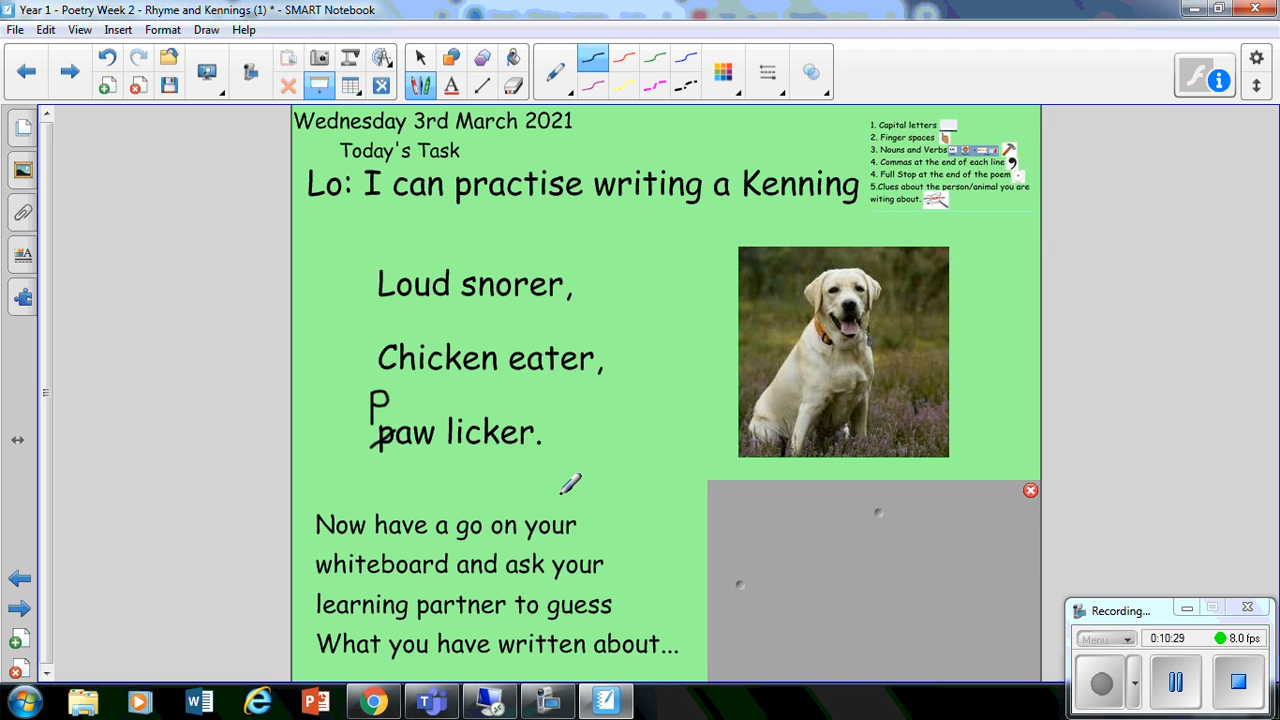 Year 1 - Poetry Week 2 - Rhyme and Kennings (1) * - SMART Notebook
File Edit View Insert Format Draw Help
Wednesday 3rd March 2021
Today's Task
Lo: I can practise writing a Kenning
1. Capital letters
2. Finger spaces
3. Nouns and Verbs
4. Commas at the end of each line
4. Full Stop at the end of the poem
5.Clues about the person/animal you are
witing about.
Loud snorer,
Chicken eater,
P
paw licker.
Now have a go on your
whiteboard and ask your
learning partner to guess
What you have written about...
Recording...
Menu 0:10:29 8.0 fps